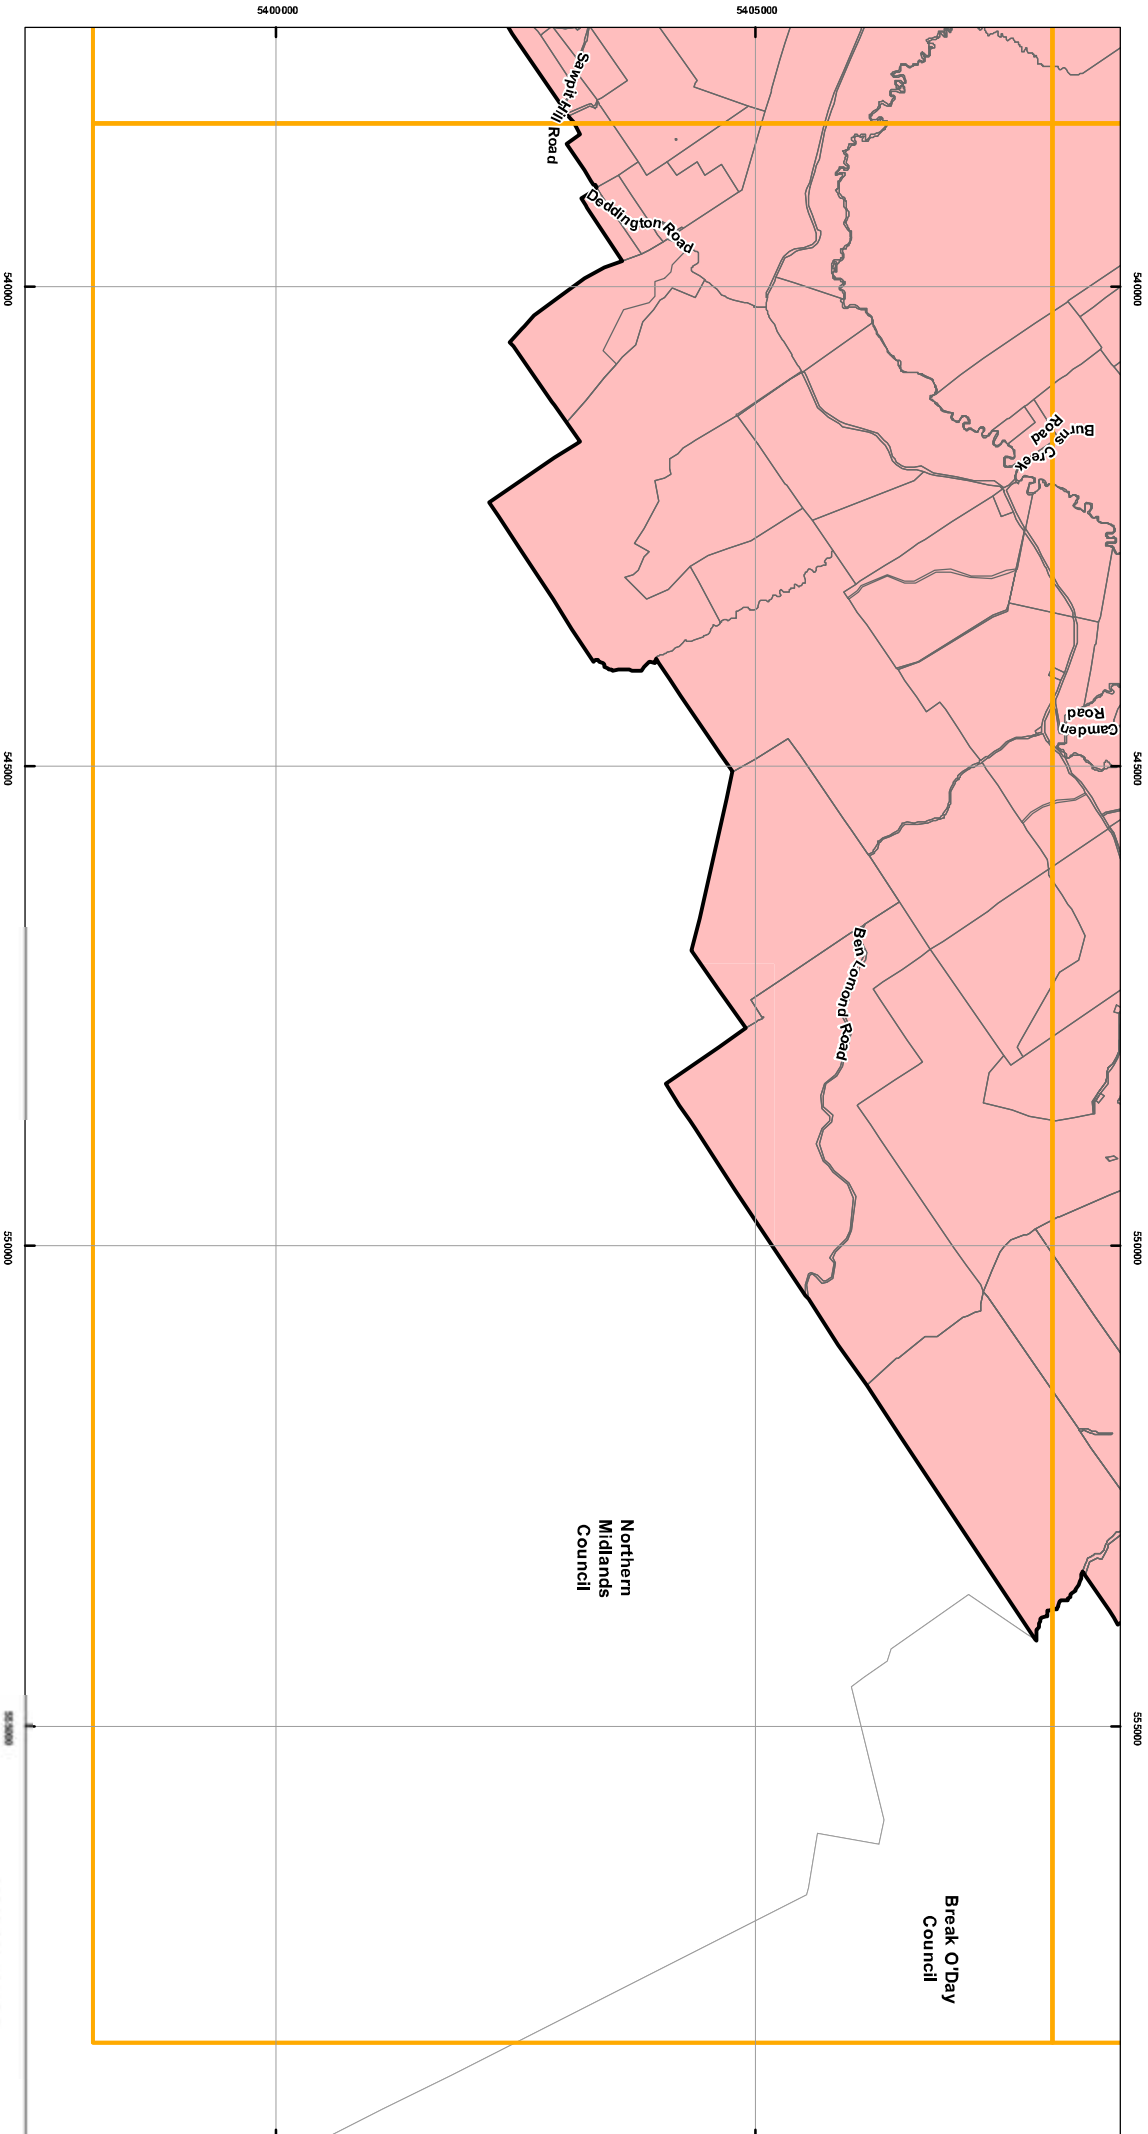 5400000
5405000
Sawpit Hill Road
Deddington Road
540000
540000
Burns Creek
Road
Camden
Road
545000
545000
Ben Lomond Road
550000
550000
Northern
Midlands
Council
555000
555000
Break O'Day
Council